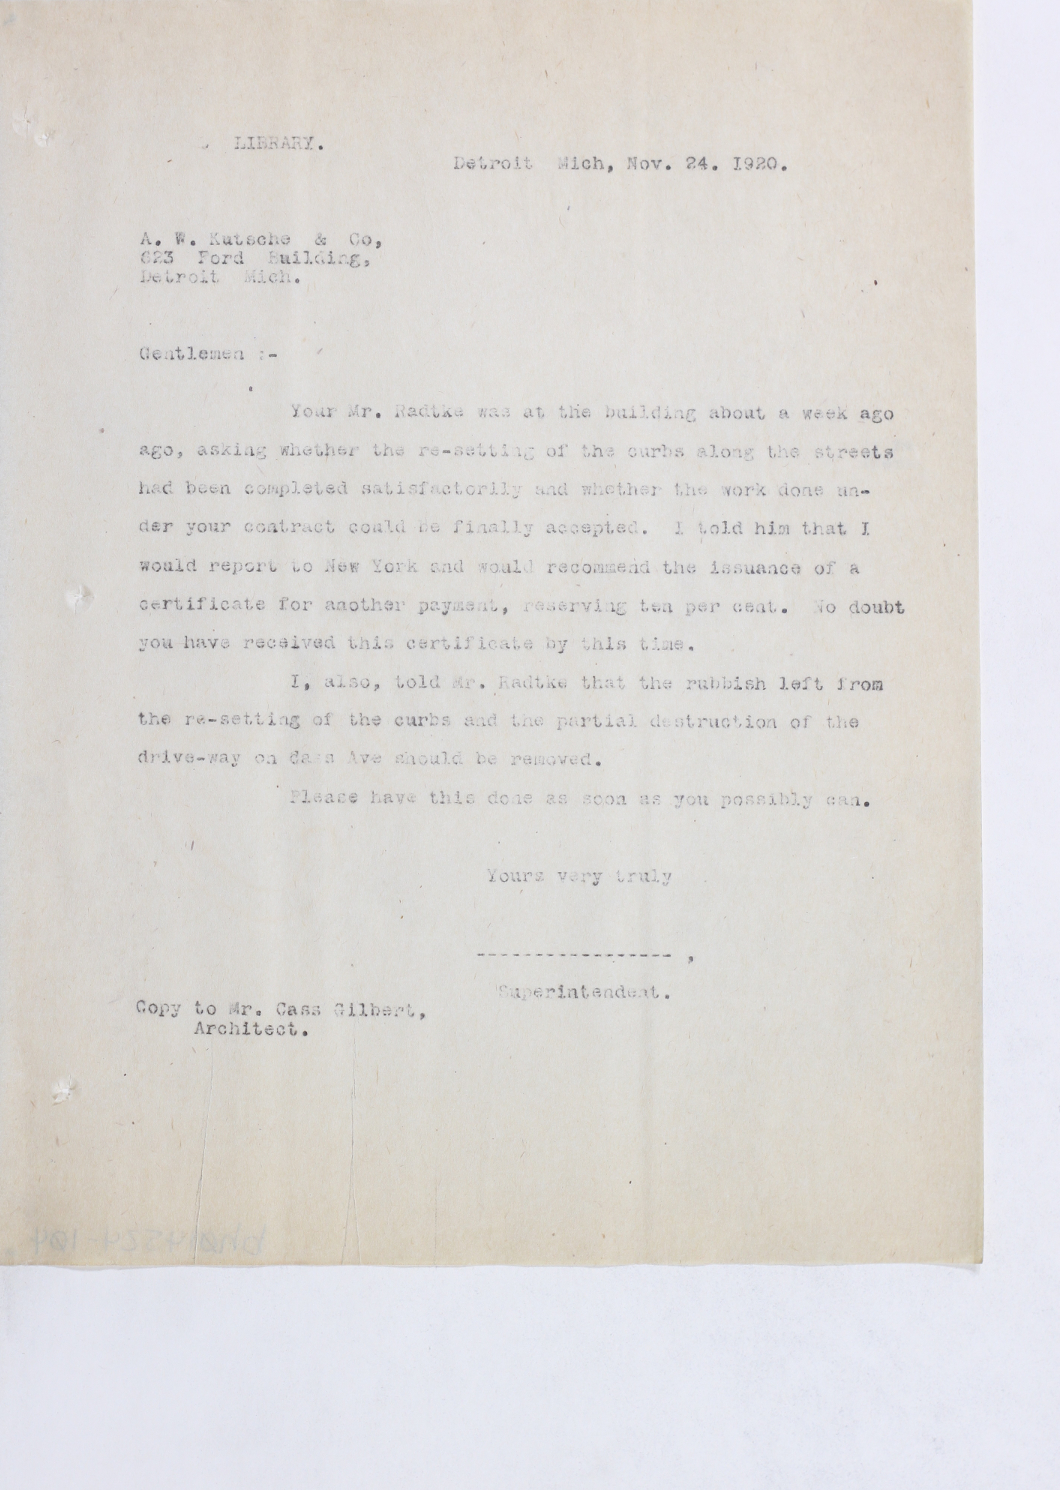 LIBRARY.
Detroit Mich, Nov. 24. 1920.
A. W. Kutsche & Co,
623 Ford Building,
Detroit Mich.
Gentlemen :-
Your Mr. Radtke was at the building about a week ago
ago, asking whether the re-setting of the curbs along the streets
had been completed satisfactorily and whether the work done un-
der your contract could be finally accepted. I told him that I
would report to New York and would recommend the issuance of a
certificate for another payment, reserving ten per cent. No doubt
you have received this certificate by this time.
I, also, told Mr. Radtke that the rubbish left from
the re-setting of the curbs and the partial destruction of the
drive-way on Cass Ave should be removed.
Please have this done as soon as you possibly can.
Yours very truly
----------------- ,
Superintendent.
Copy to Mr. Cass Gilbert,
Architect.